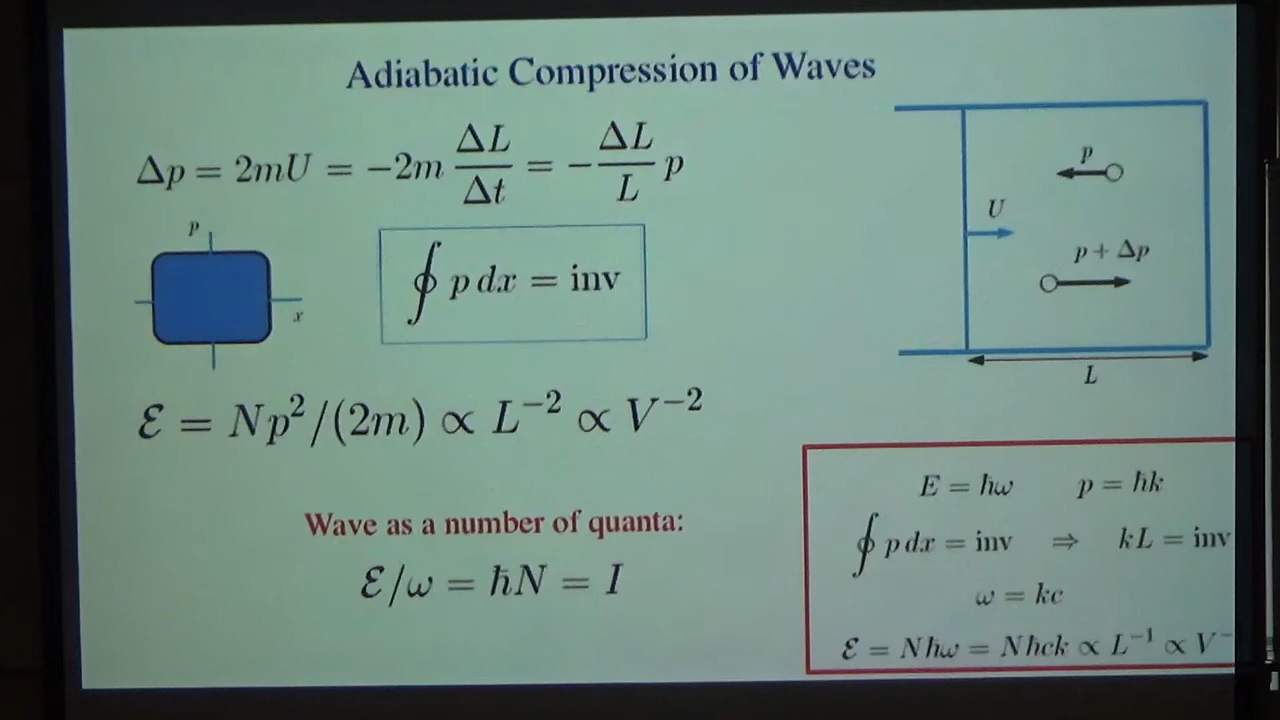 Adiabatic Compression of Waves
Δp = 2mU = −2m ΔL/Δt = − ΔL/L p
p
x
∮ p dx = inv
p
U
p + Δp
L
ℰ = Np²/(2m) ∝ L⁻² ∝ V⁻²
Wave as a number of quanta:
ℰ/ω = ℏN = I
E = ℏω p = ℏk
∮ p dx = inv ⇒ kL = inv
ω = kc
ℰ = Nℏω = Nℏck ∝ L⁻¹ ∝ V⁻